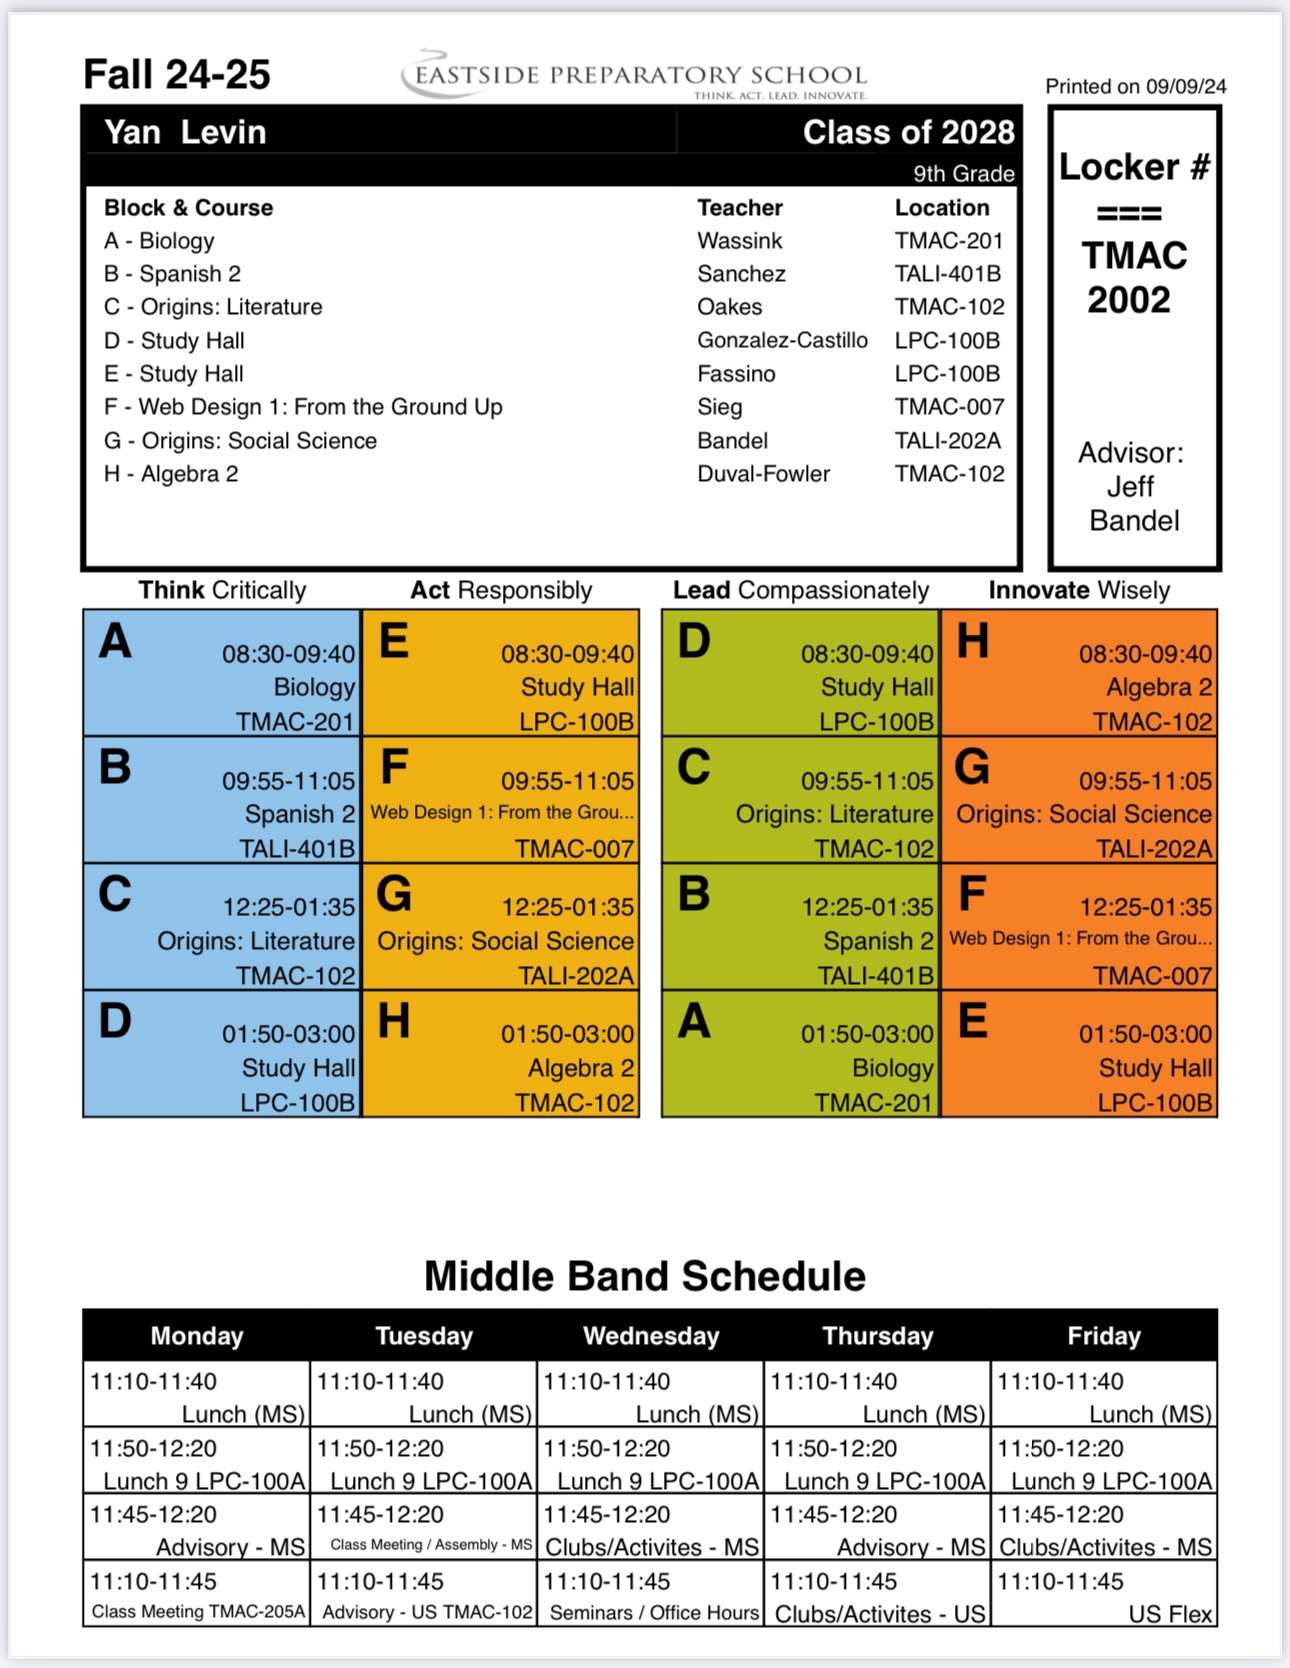 Fall 24-25
EASTSIDE PREPARATORY SCHOOL
THINK. ACT. LEAD. INNOVATE.
Printed on 09/09/24
Yan Levin Class of 2028
9th Grade
Block & Course Teacher Location
A - Biology Wassink TMAC-201
B - Spanish 2 Sanchez TALI-401B
C - Origins: Literature Oakes TMAC-102
D - Study Hall Gonzalez-Castillo LPC-100B
E - Study Hall Fassino LPC-100B
F - Web Design 1: From the Ground Up Sieg TMAC-007
G - Origins: Social Science Bandel TALI-202A
H - Algebra 2 Duval-Fowler TMAC-102
Locker #
===
TMAC
2002
Advisor:
Jeff
Bandel
Think Critically Act Responsibly Lead Compassionately Innovate Wisely
A 08:30-09:40 E 08:30-09:40 D 08:30-09:40 H 08:30-09:40
Biology Study Hall Study Hall Algebra 2
TMAC-201 LPC-100B LPC-100B TMAC-102
B 09:55-11:05 F 09:55-11:05 C 09:55-11:05 G 09:55-11:05
Spanish 2 Web Design 1: From the Grou... Origins: Literature Origins: Social Science
TALI-401B TMAC-007 TMAC-102 TALI-202A
C 12:25-01:35 G 12:25-01:35 B 12:25-01:35 F 12:25-01:35
Origins: Literature Origins: Social Science Spanish 2 Web Design 1: From the Grou...
TMAC-102 TALI-202A TALI-401B TMAC-007
D 01:50-03:00 H 01:50-03:00 A 01:50-03:00 E 01:50-03:00
Study Hall Algebra 2 Biology Study Hall
LPC-100B TMAC-102 TMAC-201 LPC-100B
Middle Band Schedule
Monday Tuesday Wednesday Thursday Friday
11:10-11:40 11:10-11:40 11:10-11:40 11:10-11:40 11:10-11:40
Lunch (MS) Lunch (MS) Lunch (MS) Lunch (MS) Lunch (MS)
11:50-12:20 11:50-12:20 11:50-12:20 11:50-12:20 11:50-12:20
Lunch 9 LPC-100A Lunch 9 LPC-100A Lunch 9 LPC-100A Lunch 9 LPC-100A Lunch 9 LPC-100A
11:45-12:20 11:45-12:20 11:45-12:20 11:45-12:20 11:45-12:20
Advisory - MS Class Meeting / Assembly - MS Clubs/Activites - MS Advisory - MS Clubs/Activites - MS
11:10-11:45 11:10-11:45 11:10-11:45 11:10-11:45 11:10-11:45
Class Meeting TMAC-205A Advisory - US TMAC-102 Seminars / Office Hours Clubs/Activites - US US Flex